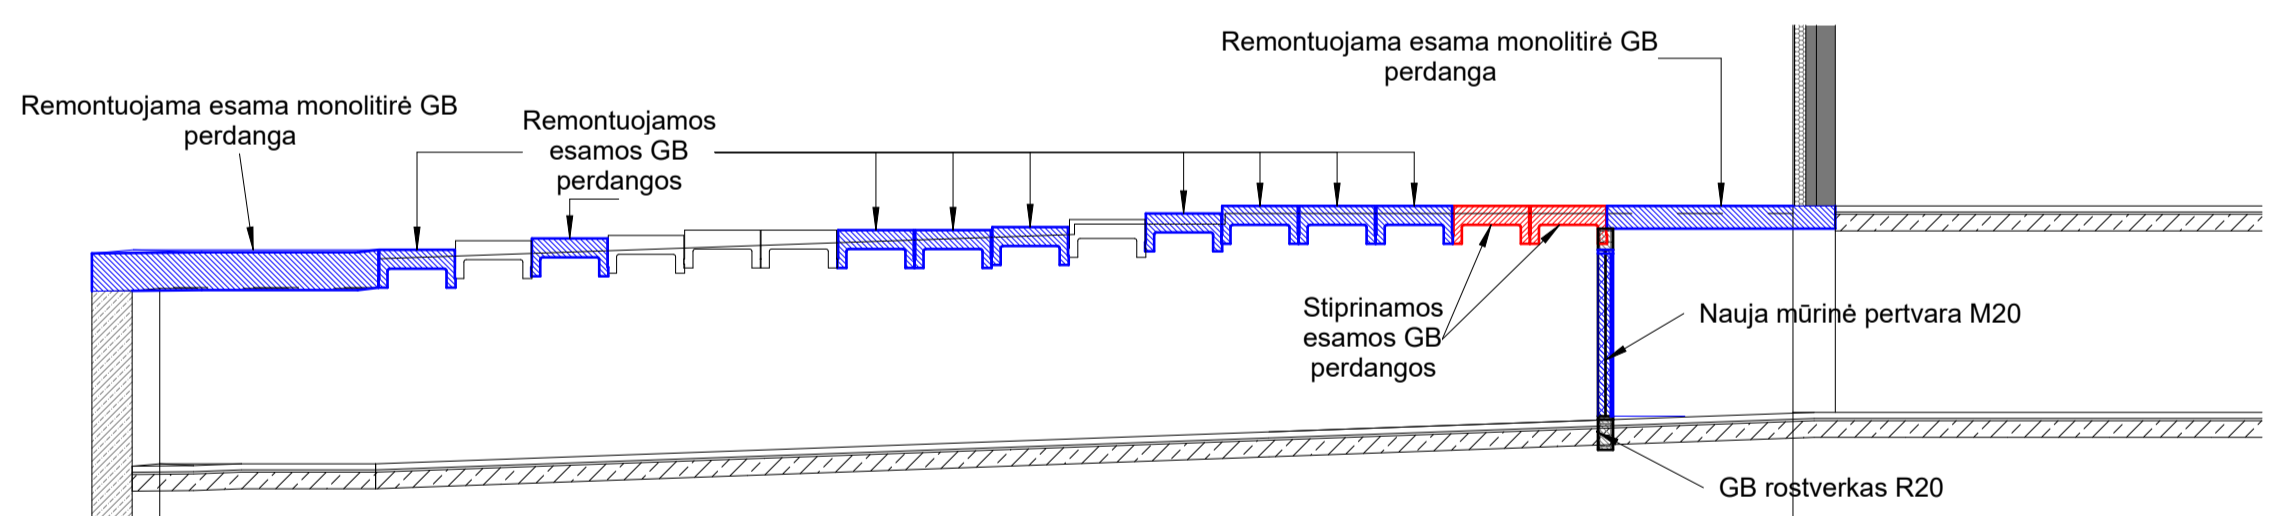 Remontuojama esama monolitirė GB
perdanga
Remontuojama esama monolitirė GB
perdanga
Remontuojamos
esamos GB
perdangos
Stiprinamos
esamos GB
perdangos
Nauja mūrinė pertvara M20
GB rostverkas R20